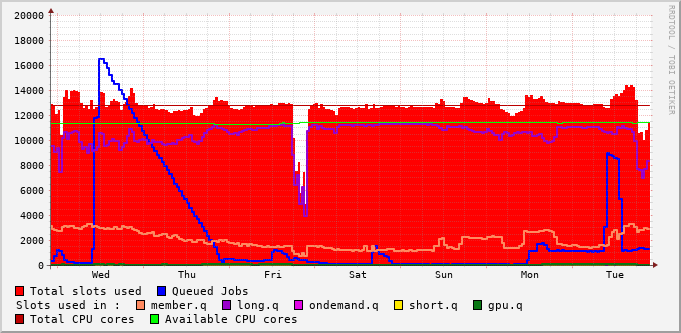 20000
18000
16000
14000
12000
10000
8000
6000
4000
2000
0
Wed Thu Fri Sat Sun Mon Tue
RRDTOOL / TOBI OETIKER
Total slots used Queued Jobs
Slots used in : member.q long.q ondemand.q short.q gpu.q
Total CPU cores Available CPU cores